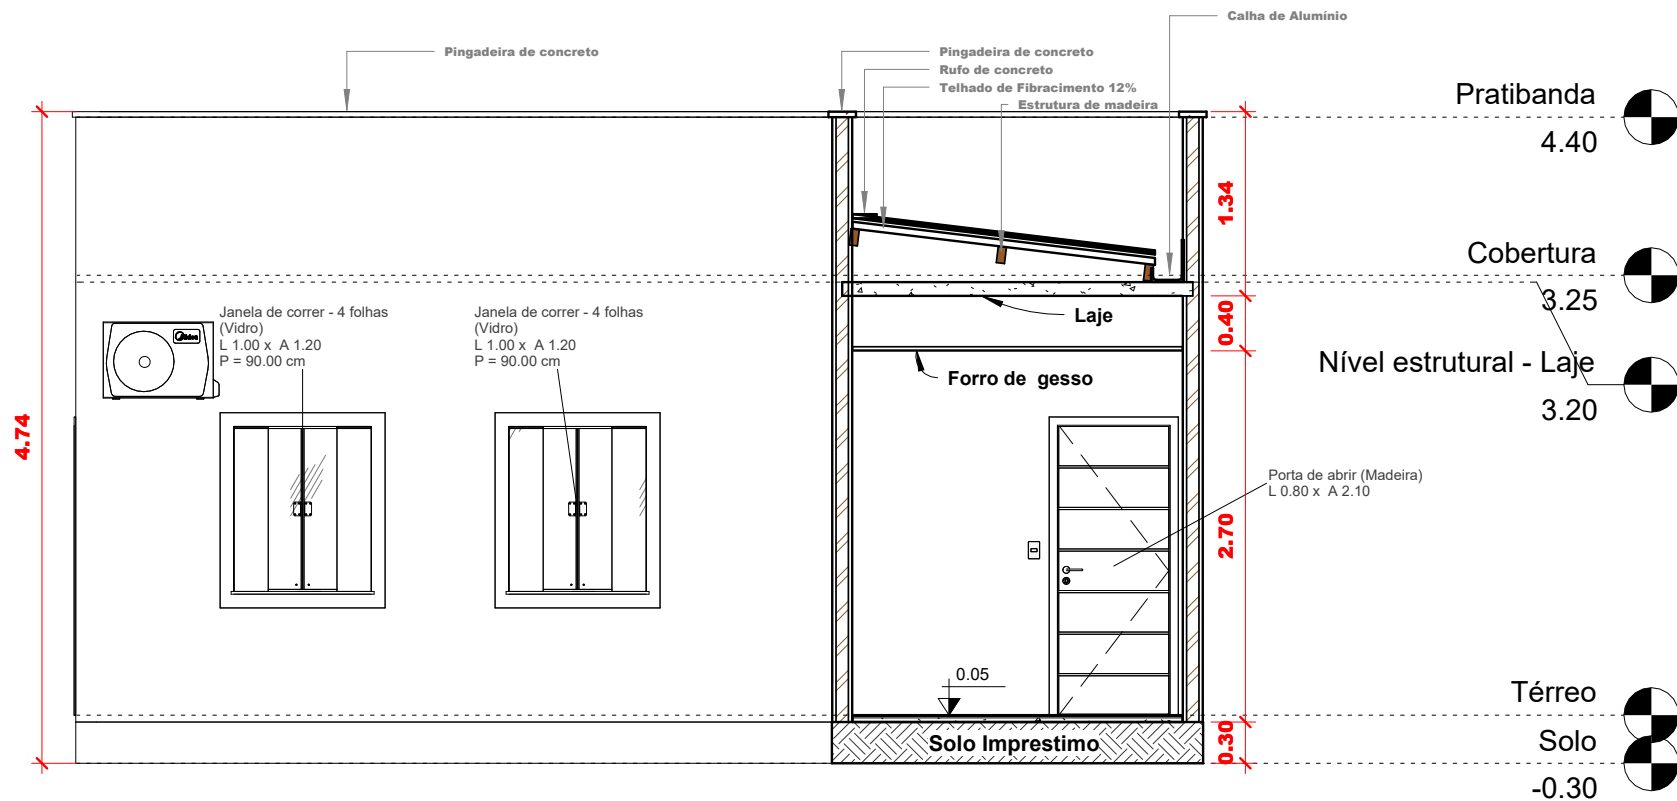 Calha de Alumínio
Pingadeira de concreto
Pingadeira de concreto
Rufo de concreto
Telhado de Fibracimento 12%
Estrutura de madeira
Pratibanda
4.40
1.34
Cobertura
3.25
Janela de correr - 4 folhas
(Vidro)
L 1.00 x A 1.20
P = 90.00 cm
Janela de correr - 4 folhas
(Vidro)
L 1.00 x A 1.20
P = 90.00 cm
Laje
0.40
Forro de gesso
Nível estrutural - Laje
3.20
4.74
Porta de abrir (Madeira)
L 0.80 x A 2.10
2.70
0.05
Térreo
Solo Imprestimo
0.30
Solo
-0.30